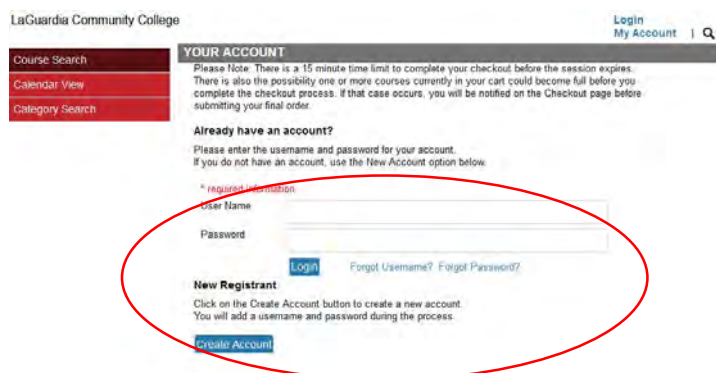 LaGuardia Community College
Login
My Account | Q
Course Search
Calendar View
Category Search
YOUR ACCOUNT
Please Note: There is a 15 minute time limit to complete your checkout before the session expires.
There is also the possibility one or more courses currently in your cart could become full before you
complete the checkout process. If that case occurs, you will be notified on the Checkout page before
submitting your final order.
Already have an account?
Please enter the username and password for your account.
If you do not have an account, use the New Account option below.
* required information
User Name
Password
Login Forgot Username? Forgot Password?
New Registrant
Click on the Create Account button to create a new account.
You will add a username and password during the process.
Create Account